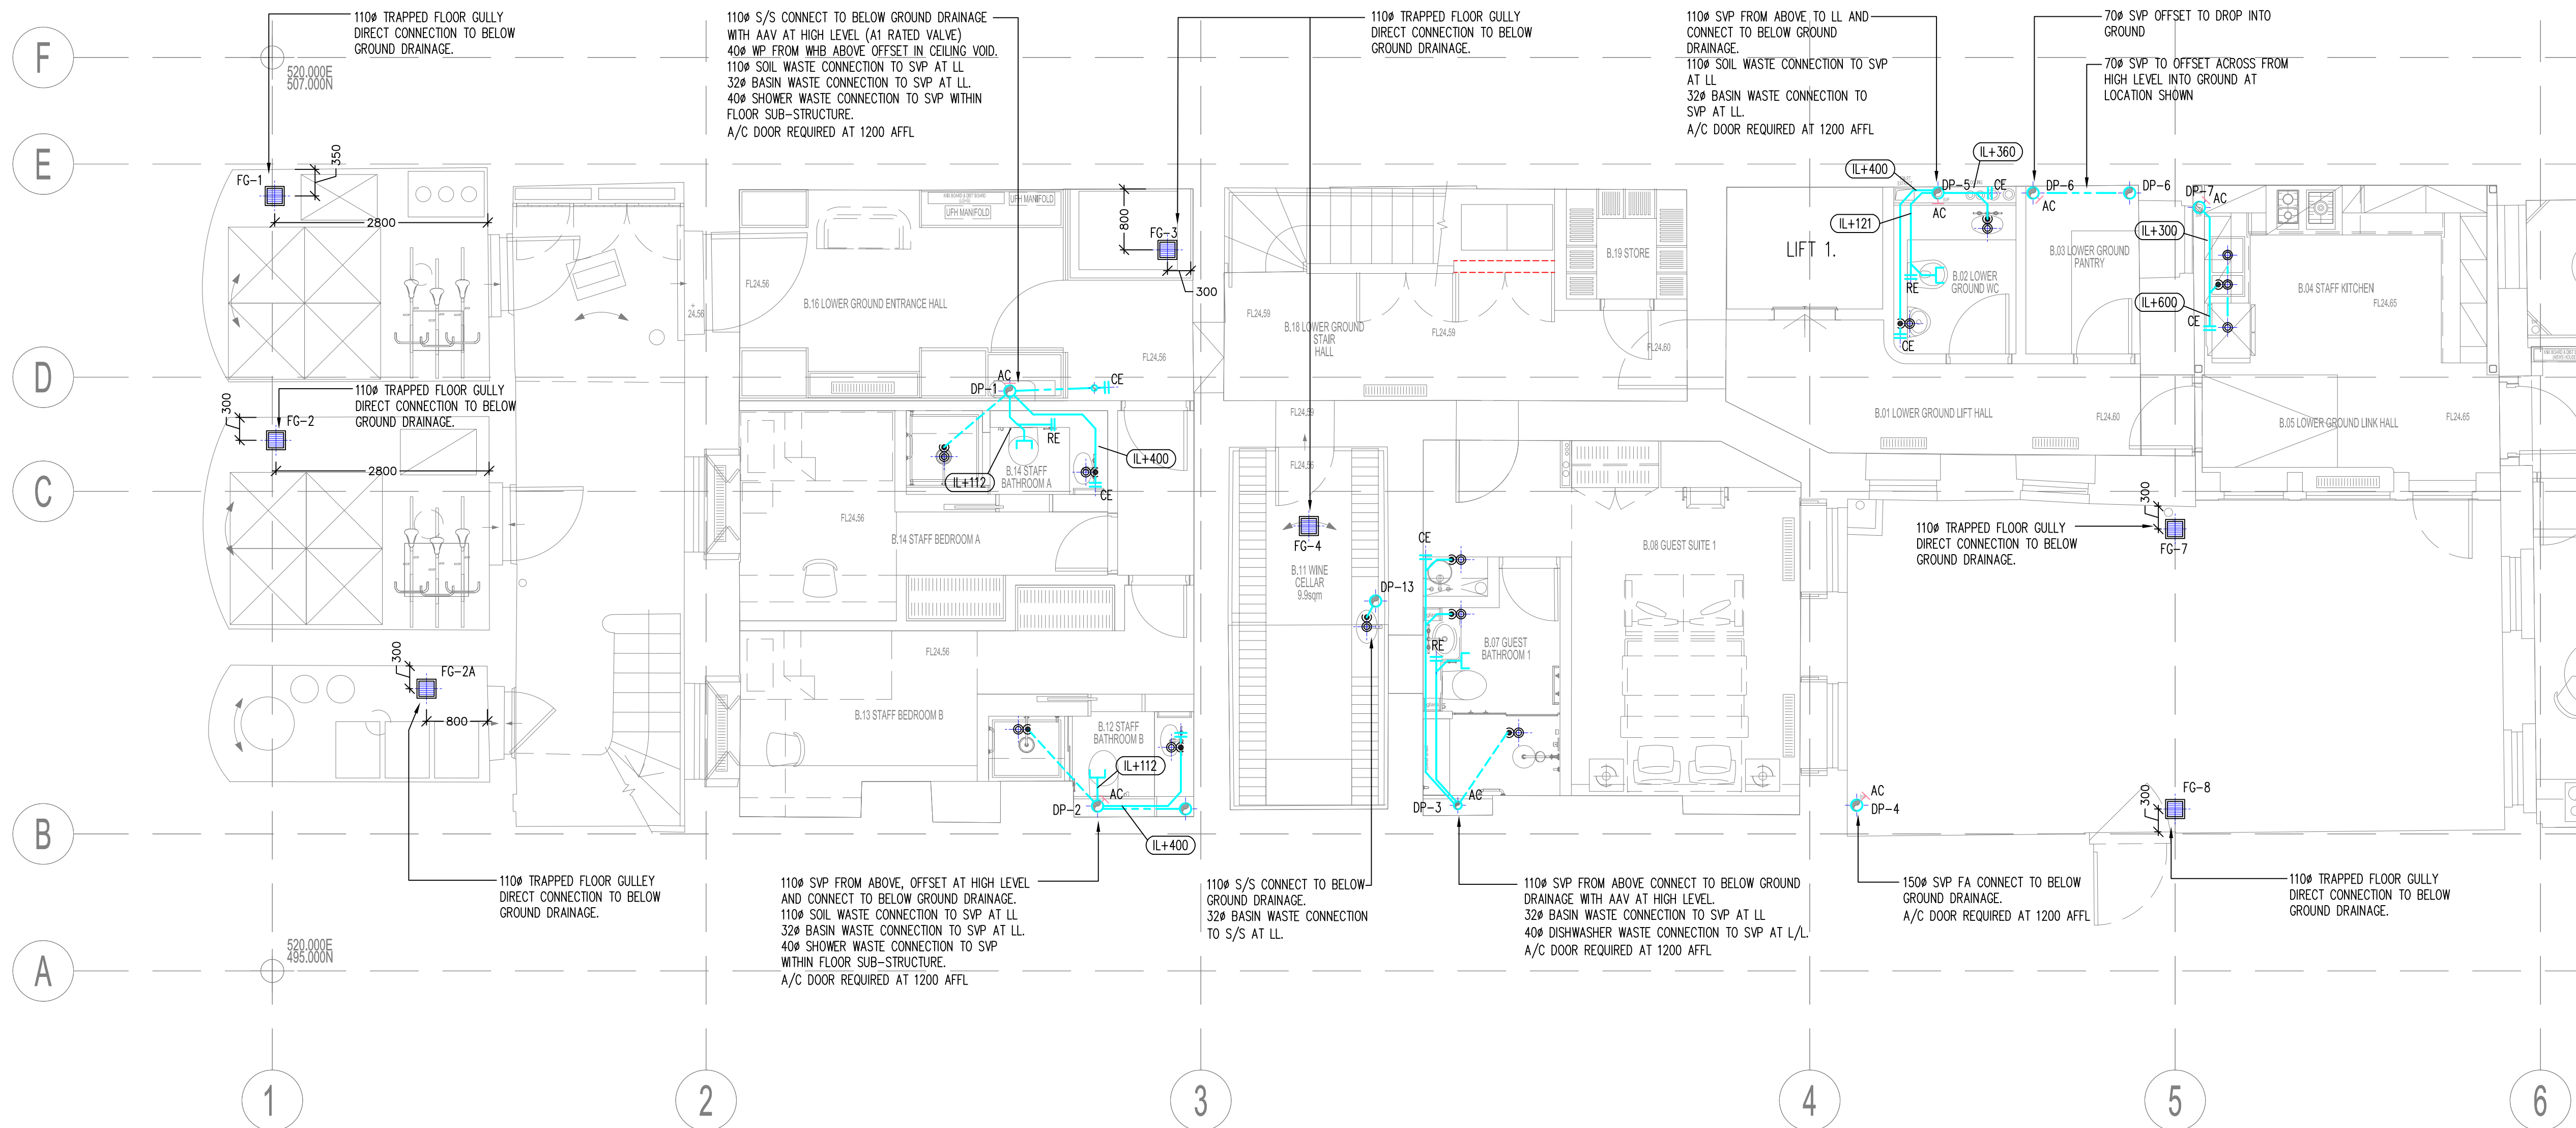 110ø TRAPPED FLOOR GULLY
DIRECT CONNECTION TO BELOW
GROUND DRAINAGE.
110ø S/S CONNECT TO BELOW GROUND DRAINAGE
WITH AAV AT HIGH LEVEL (A1 RATED VALVE)
40ø WP FROM WHB ABOVE OFFSET IN CEILING VOID.
110ø SOIL WASTE CONNECTION TO SVP AT LL
32ø BASIN WASTE CONNECTION TO SVP AT LL.
40ø SHOWER WASTE CONNECTION TO SVP WITHIN
FLOOR SUB-STRUCTURE.
A/C DOOR REQUIRED AT 1200 AFFL
110ø TRAPPED FLOOR GULLY
DIRECT CONNECTION TO BELOW
GROUND DRAINAGE.
110ø SVP FROM ABOVE TO LL AND
CONNECT TO BELOW GROUND
DRAINAGE.
110ø SOIL WASTE CONNECTION TO SVP
AT LL
32ø BASIN WASTE CONNECTION TO
SVP AT LL.
A/C DOOR REQUIRED AT 1200 AFFL
70ø SVP OFFSET TO DROP INTO
GROUND
70ø SVP TO OFFSET ACROSS FROM
HIGH LEVEL INTO GROUND AT
LOCATION SHOWN
F
520.000E
507.000N
E
350
FG-1
2800
UFH MANIFOLD
UFH MANIFOLD
800
FG-3
300
B.16 LOWER GROUND ENTRANCE HALL
FL24.56
24.56
FL24.56
FL24,59
B.18 LOWER GROUND
STAIR
HALL
FL24,59
B.19 STORE
FL24,60
LIFT 1.
IL+400
IL+360
IL+121
DP-5
CE
AC
RE
CE
B.02 LOWER
GROUND WC
DP-6
AC
DP-6
B.03 LOWER GROUND
PANTRY
DP-7
AC
IL+300
IL+600
CE
B.04 STAFF KITCHEN
FL24,65
D
110ø TRAPPED FLOOR GULLY
DIRECT CONNECTION TO BELOW
GROUND DRAINAGE.
300
FG-2
2800
AC
DP-1
CE
RE
IL+400
IL+112
B.14 STAFF
BATHROOM A
CE
FL24,59
FL24,56
B.01 LOWER GROUND LIFT HALL
FL24,60
B.05 LOWER GROUND LINK HALL
FL24,65
C
FL24,56
B.14 STAFF BEDROOM A
FG-4
B.11 WINE
CELLAR
9.9sqm
DP-13
CE
B.08 GUEST SUITE 1
110ø TRAPPED FLOOR GULLY
DIRECT CONNECTION TO BELOW
GROUND DRAINAGE.
300
FG-7
RE
B.07 GUEST
BATHROOM 1
300
FG-2A
800
FL24,56
B.13 STAFF BEDROOM B
B.12 STAFF
BATHROOM B
IL+112
AC
DP-2
IL+400
DP-3
AC
AC
DP-4
300
FG-8
B
110ø TRAPPED FLOOR GULLEY
DIRECT CONNECTION TO BELOW
GROUND DRAINAGE.
110ø SVP FROM ABOVE, OFFSET AT HIGH LEVEL
AND CONNECT TO BELOW GROUND DRAINAGE.
110ø SOIL WASTE CONNECTION TO SVP AT LL
32ø BASIN WASTE CONNECTION TO SVP AT LL.
40ø SHOWER WASTE CONNECTION TO SVP
WITHIN FLOOR SUB-STRUCTURE.
A/C DOOR REQUIRED AT 1200 AFFL
110ø S/S CONNECT TO BELOW
GROUND DRAINAGE.
32ø BASIN WASTE CONNECTION
TO S/S AT LL.
110ø SVP FROM ABOVE CONNECT TO BELOW GROUND
DRAINAGE WITH AAV AT HIGH LEVEL.
32ø BASIN WASTE CONNECTION TO SVP AT LL
40ø DISHWASHER WASTE CONNECTION TO SVP AT L/L.
A/C DOOR REQUIRED AT 1200 AFFL
150ø SVP FA CONNECT TO BELOW
GROUND DRAINAGE.
A/C DOOR REQUIRED AT 1200 AFFL
110ø TRAPPED FLOOR GULLY
DIRECT CONNECTION TO BELOW
GROUND DRAINAGE.
A
520.000E
495.000N
1
2
3
4
5
6